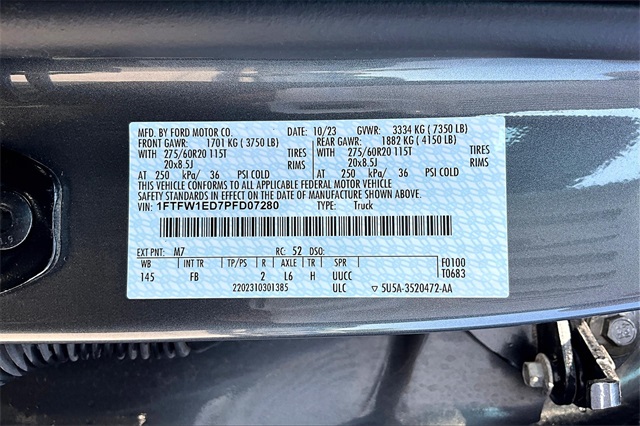 MFD. BY FORD MOTOR CO. DATE: 10/23 GVWR: 3334 KG ( 7350 LB)
FRONT GAWR: 1701 KG ( 3750 LB) REAR GAWR: 1882 KG ( 4150 LB)
WITH 275/60R20 115T TIRES WITH 275/60R20 115T TIRES
20x8.5J RIMS 20x8.5J RIMS
AT 250 kPa/ 36 PSI COLD AT 250 kPa/ 36 PSI COLD
THIS VEHICLE CONFORMS TO ALL APPLICABLE FEDERAL MOTOR VEHICLE
SAFETY STANDARDS IN EFFECT ON THE DATE OF MANUFACTURE SHOWN ABOVE.
VIN: 1FTFW1ED7PFD07280 TYPE: Truck
EXT PNT: M7 RC: 52 DSO:
WB INT TR TP/PS R AXLE TR SPR F0100
145 FB 2 L6 H UUCC T0683
2202310301385 ULC ▽ 5U5A-3520472-AA